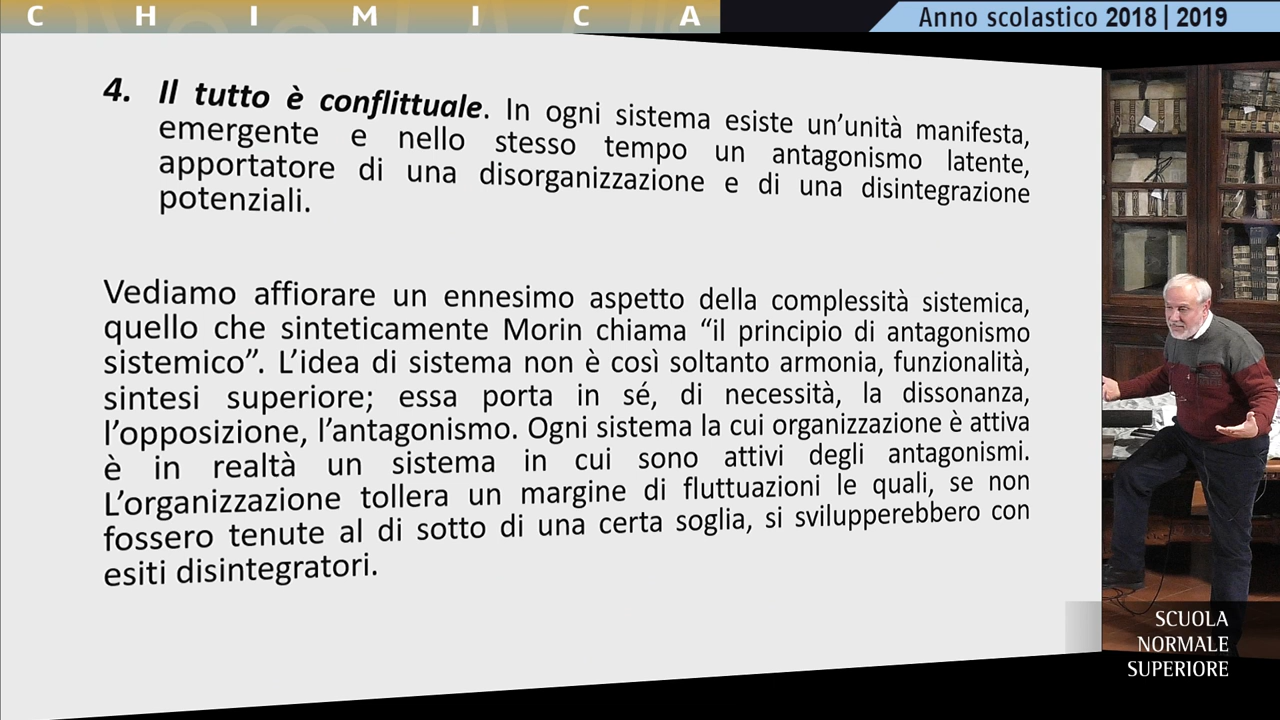 CHIMICA
Anno scolastico 2018 | 2019
4. Il tutto è conflittuale. In ogni sistema esiste un'unità manifesta,
emergente e nello stesso tempo un antagonismo latente,
apportatore di una disorganizzazione e di una disintegrazione
potenziali.
Vediamo affiorare un ennesimo aspetto della complessità sistemica,
quello che sinteticamente Morin chiama “il principio di antagonismo
sistemico”. L'idea di sistema non è così soltanto armonia, funzionalità,
sintesi superiore; essa porta in sé, di necessità, la dissonanza,
l'opposizione, l'antagonismo. Ogni sistema la cui organizzazione è attiva
è in realtà un sistema in cui sono attivi degli antagonismi.
L'organizzazione tollera un margine di fluttuazioni le quali, se non
fossero tenute al di sotto di una certa soglia, si svilupperebbero con
esiti disintegratori.
SCUOLA
NORMALE
SUPERIORE